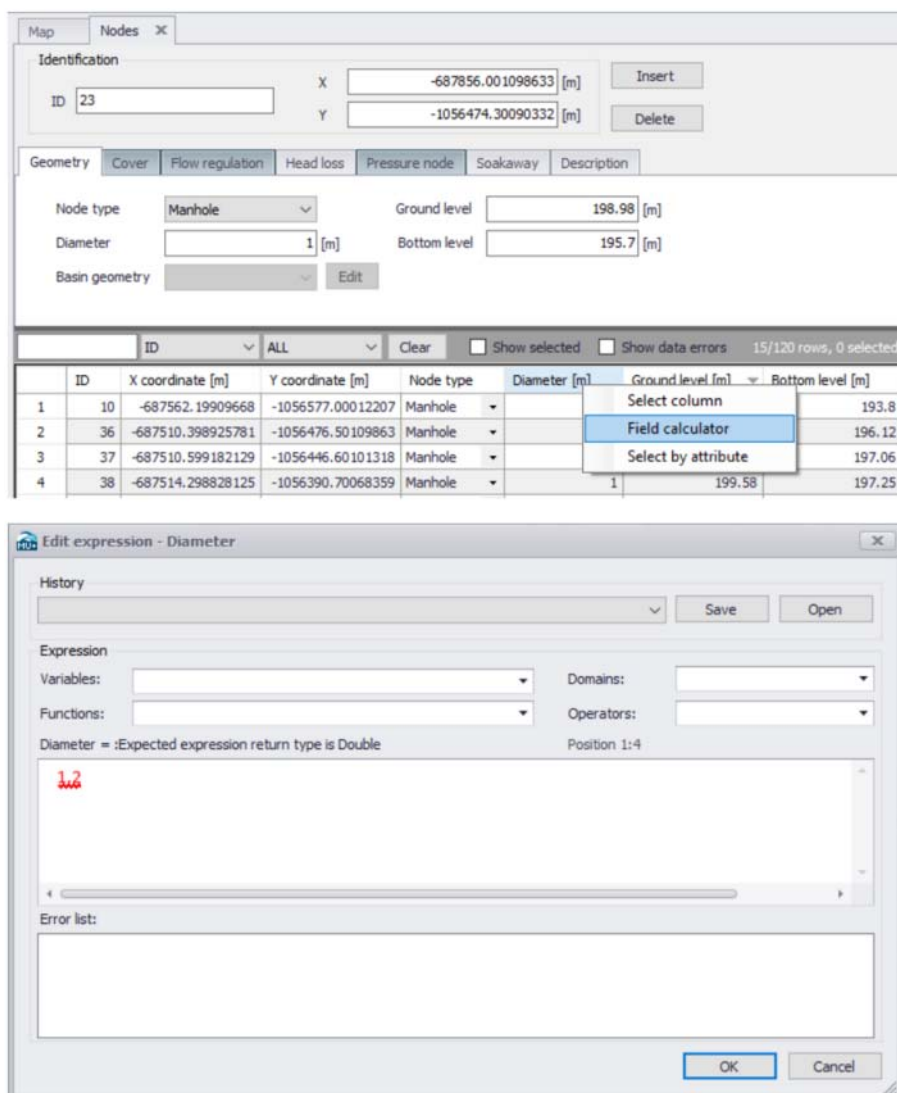 Map Nodes
Identification
ID 23 X -687856.001098633 [m] Insert
Y -1056474.30090332 [m] Delete
Geometry Cover Flow regulation Head loss Pressure node Soakaway Description
Node type Manhole Ground level 198.98 [m]
Diameter 1 [m] Bottom level 195.7 [m]
Basin geometry Edit
ID ALL Clear Show selected Show data errors 15/120 rows, 0 selected
ID X coordinate [m] Y coordinate [m] Node type Diameter [m] Ground level [m] Bottom level [m]
1 10 -687562.19909668 -1056577.00012207 Manhole Select column 193.8
2 36 -687510.398925781 -1056476.50109863 Manhole Field calculator 196.12
3 37 -687510.599182129 -1056446.60101318 Manhole Select by attribute 197.06
4 38 -687514.298828125 -1056390.70068359 Manhole 1 199.58 197.25
Edit expression - Diameter
History
Save Open
Expression
Variables: Domains:
Functions: Operators:
Diameter = :Expected expression return type is Double Position 1:4
1.2
Error list:
OK Cancel